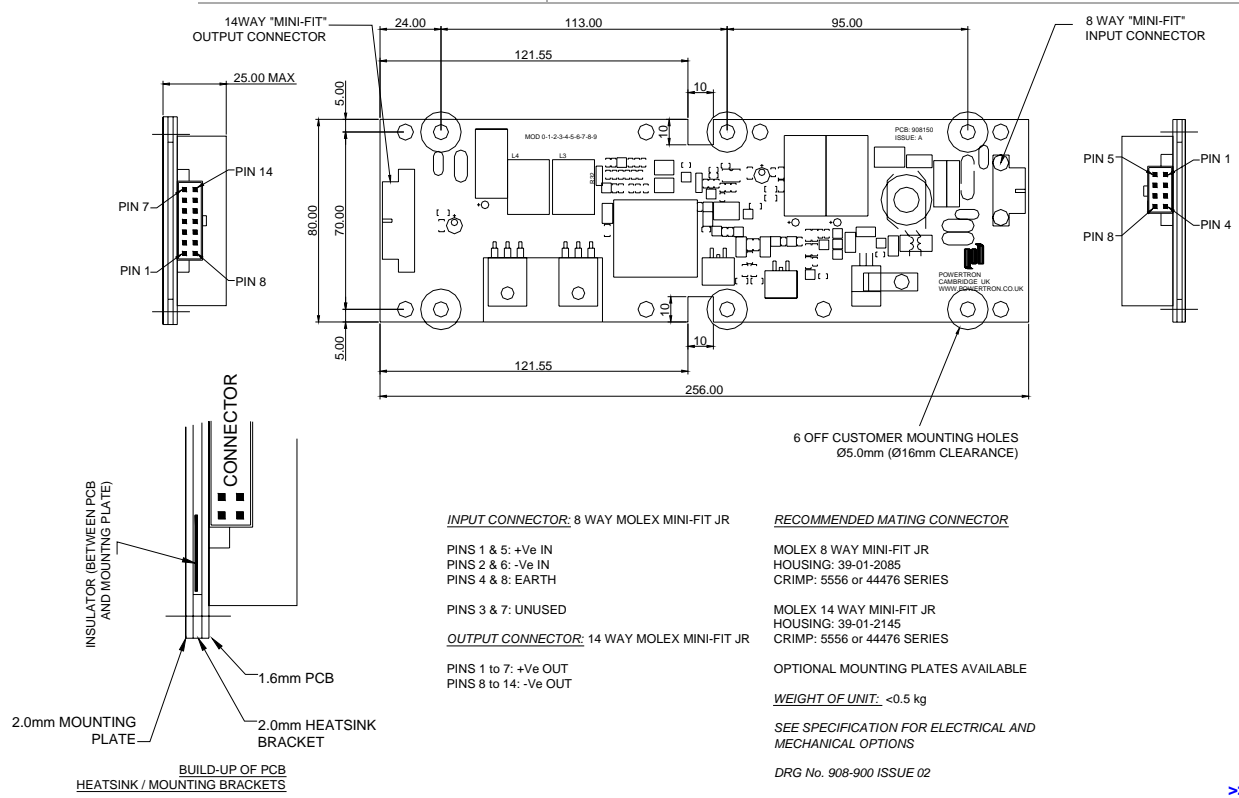 14WAY "MINI-FIT"
OUTPUT CONNECTOR
24.00
113.00
95.00
8 WAY "MINI-FIT"
INPUT CONNECTOR
121.55
25.00 MAX
10
5.00
10
MOD 0-1-2-3-4-5-6-7-8-9
PCB: 908150
ISSUE: A
L4
L3
R32
PIN 14
PIN 7
PIN 1
PIN 8
80.00
70.00
PIN 5
PIN 1
PIN 8
PIN 4
POWERTRON
CAMBRIDGE UK
WWW.POWERTRON.CO.UK
10
5.00
10
121.55
256.00
6 OFF CUSTOMER MOUNTING HOLES
Ø5.0mm (Ø16mm CLEARANCE)
CONNECTOR
INSULATOR (BETWEEN PCB
AND MOUNTNG PLATE)
1.6mm PCB
2.0mm MOUNTING
PLATE
2.0mm HEATSINK
BRACKET
BUILD-UP OF PCB
HEATSINK / MOUNTING BRACKETS
INPUT CONNECTOR: 8 WAY MOLEX MINI-FIT JR
PINS 1 & 5: +Ve IN
PINS 2 & 6: -Ve IN
PINS 4 & 8: EARTH
PINS 3 & 7: UNUSED
OUTPUT CONNECTOR: 14 WAY MOLEX MINI-FIT JR
PINS 1 to 7: +Ve OUT
PINS 8 to 14: -Ve OUT
RECOMMENDED MATING CONNECTOR
MOLEX 8 WAY MINI-FIT JR
HOUSING: 39-01-2085
CRIMP: 5556 or 44476 SERIES
MOLEX 14 WAY MINI-FIT JR
HOUSING: 39-01-2145
CRIMP: 5556 or 44476 SERIES
OPTIONAL MOUNTING PLATES AVAILABLE
WEIGHT OF UNIT: <0.5 kg
SEE SPECIFICATION FOR ELECTRICAL AND
MECHANICAL OPTIONS
DRG No. 908-900 ISSUE 02